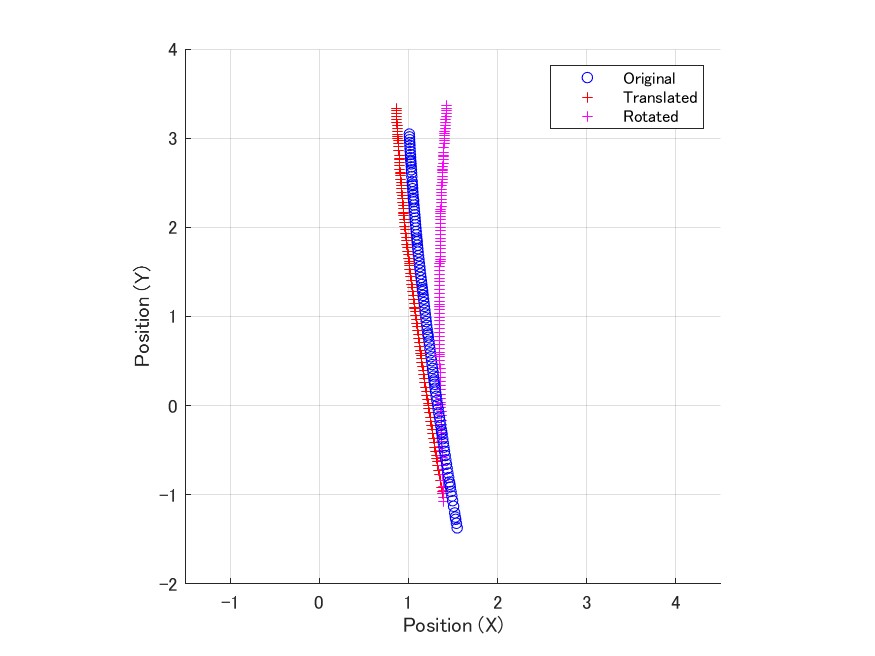 4
3
2
1
0
−1
−2
−1
0
1
2
3
4
Position (Y)
Position (X)
Original
Translated
Rotated